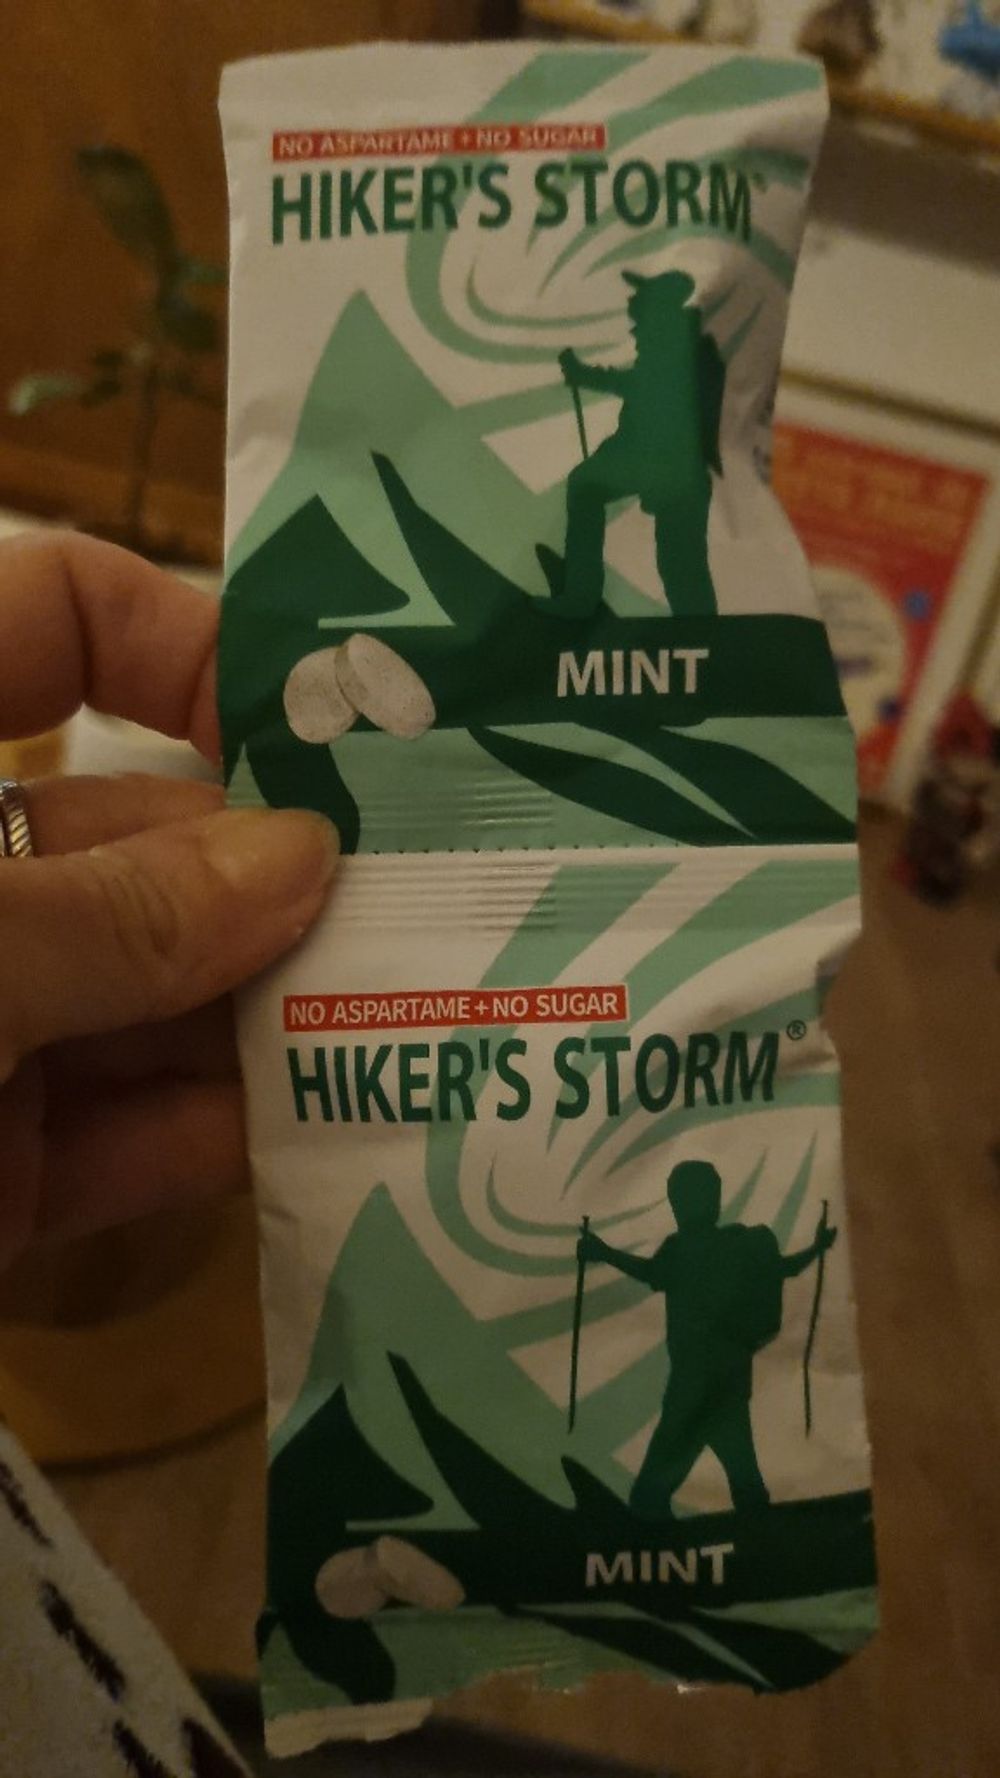 NO ASPARTAME + NO SUGAR
HIKER'S STORM
MINT
NO ASPARTAME + NO SUGAR
HIKER'S STORM®
MINT